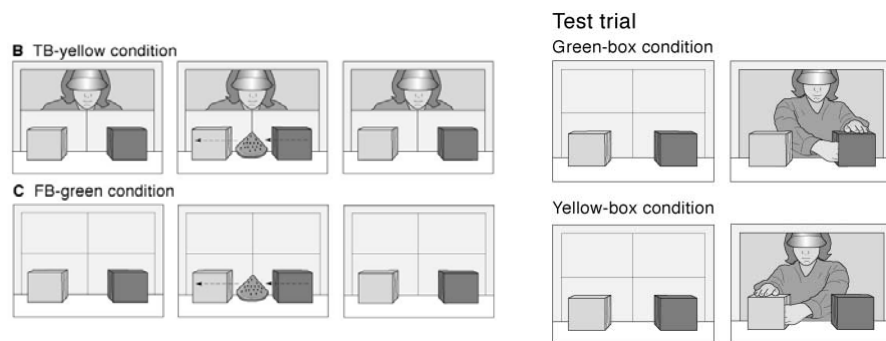 B TB-yellow condition
C FB-green condition
Test trial
Green-box condition
Yellow-box condition